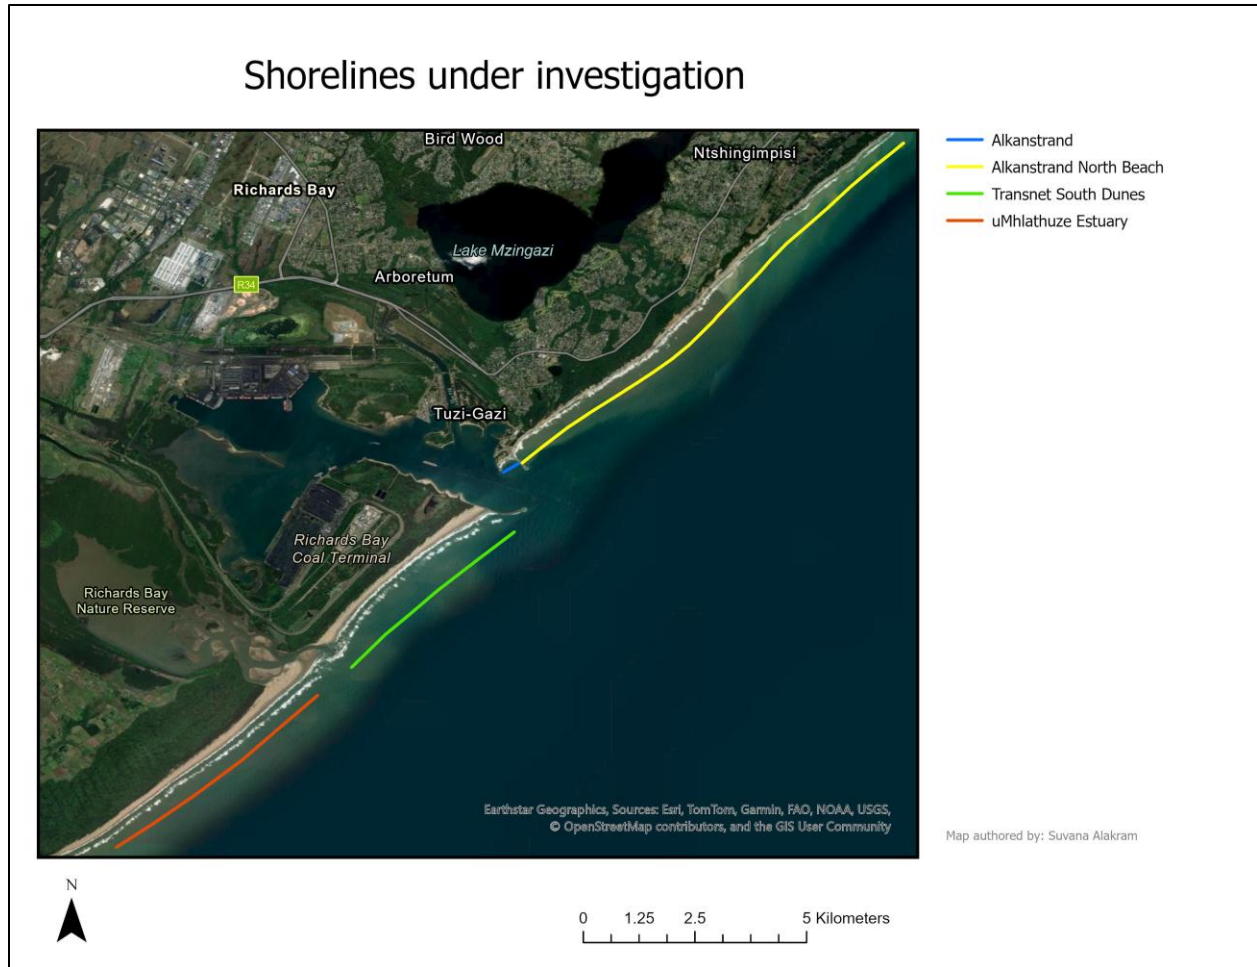 Shorelines under investigation
Bird Wood
Ntshingimpisi
Richards Bay
Lake Mzingazi
Arboretum
R34
Tuzi-Gazi
Richards Bay
Coal Terminal
Richards Bay
Nature Reserve
Earthstar Geographics, Sources: Esri, TomTom, Garmin, FAO, NOAA, USGS,
© OpenStreetMap contributors, and the GIS User Community
Alkanstrand
Alkanstrand North Beach
Transnet South Dunes
uMhlathuze Estuary
Map authored by: Suvana Alakram
N
0 1.25 2.5 5 Kilometers